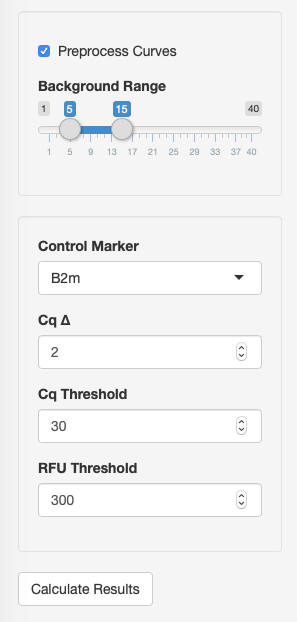 Preprocess Curves
Background Range
1 5 15 40
1 5 9 13 17 21 25 29 33 37 40
Control Marker
B2m
Cq Δ
2
Cq Threshold
30
RFU Threshold
300
Calculate Results